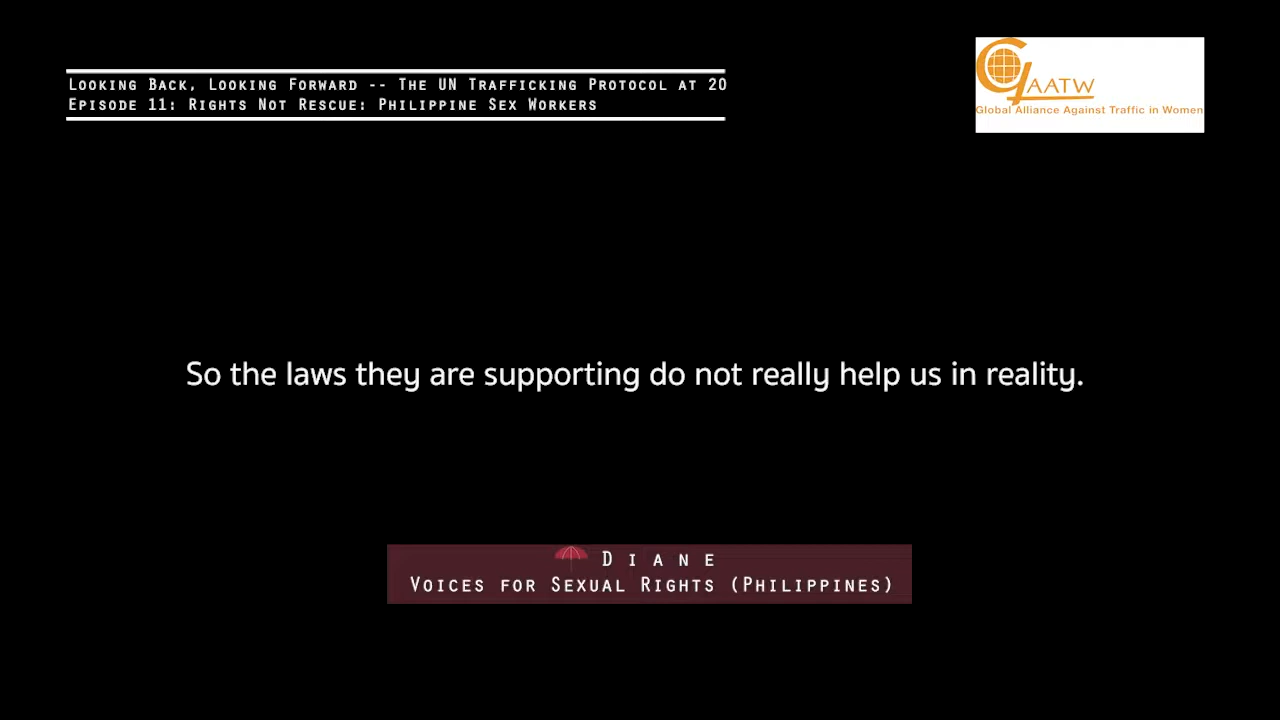 Looking Back, Looking Forward -- The UN Trafficking Protocol at 20
Episode 11: Rights Not Rescue: Philippine Sex Workers
GAATW
Global Alliance Against Traffic in Women
So the laws they are supporting do not really help us in reality.
Diane
Voices for Sexual Rights (Philippines)